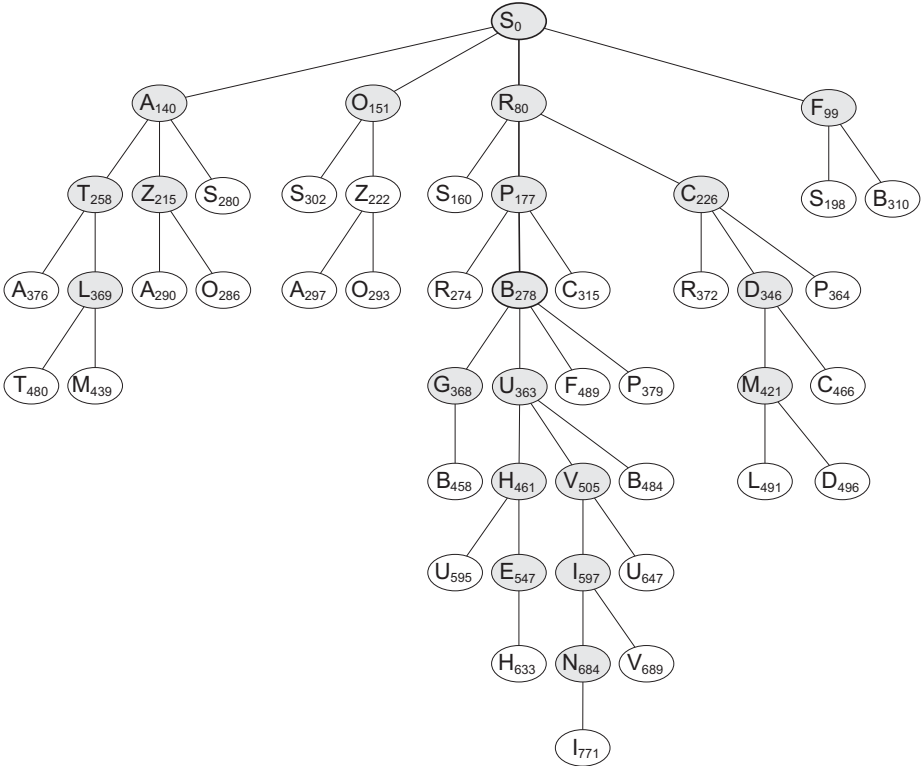 S0
A140 O151 R80 F99
T258 Z215 S280 S302 Z222 S160 P177 C226 S198 B310
A376 L369 A290 O286 A297 O293 R274 B278 C315 R372 D346 P364
T480 M439 G368 U363 F489 P379 M421 C466
B458 H461 V505 B484 L491 D496
U595 E547 I597 U647
H633 N684 V689
I771